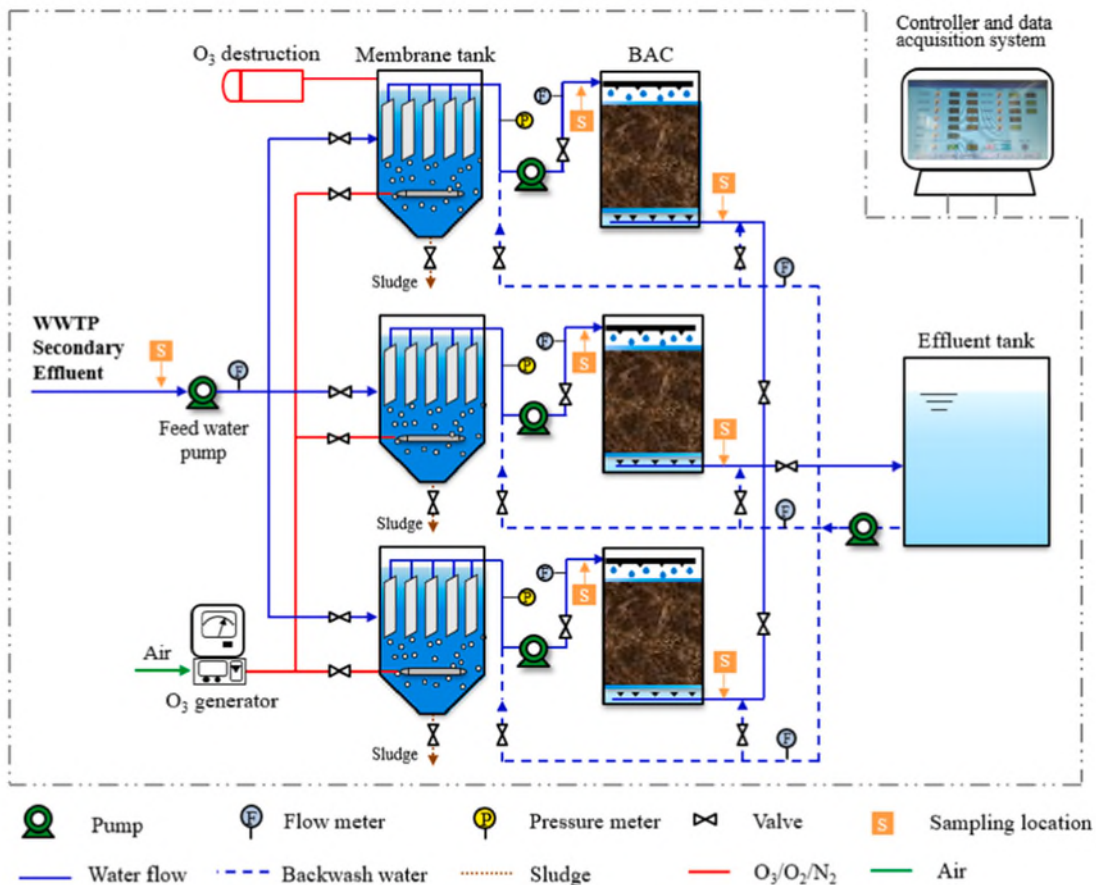 Controller and data
acquisition system
O₃ destruction
Membrane tank
BAC
F
S
P
S
Sludge
F
WWTP
Secondary
Effluent
S
F
Feed water
pump
F
S
P
S
Sludge
F
Effluent tank
F
S
P
S
Sludge
F
Air
O₃ generator
Pump
F
Flow meter
P
Pressure meter
Valve
S
Sampling location
Water flow
Backwash water
Sludge
O₃/O₂/N₂
Air